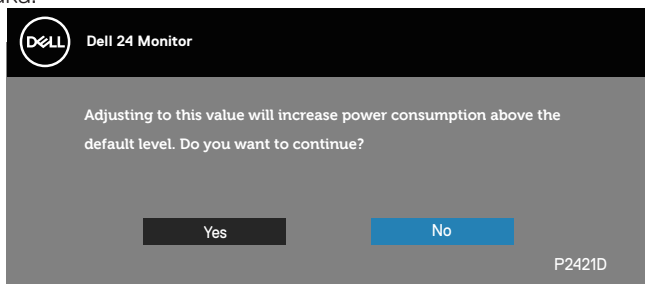 DELL
Dell 24 Monitor
Adjusting to this value will increase power consumption above the
default level. Do you want to continue?
Yes
No
P2421D